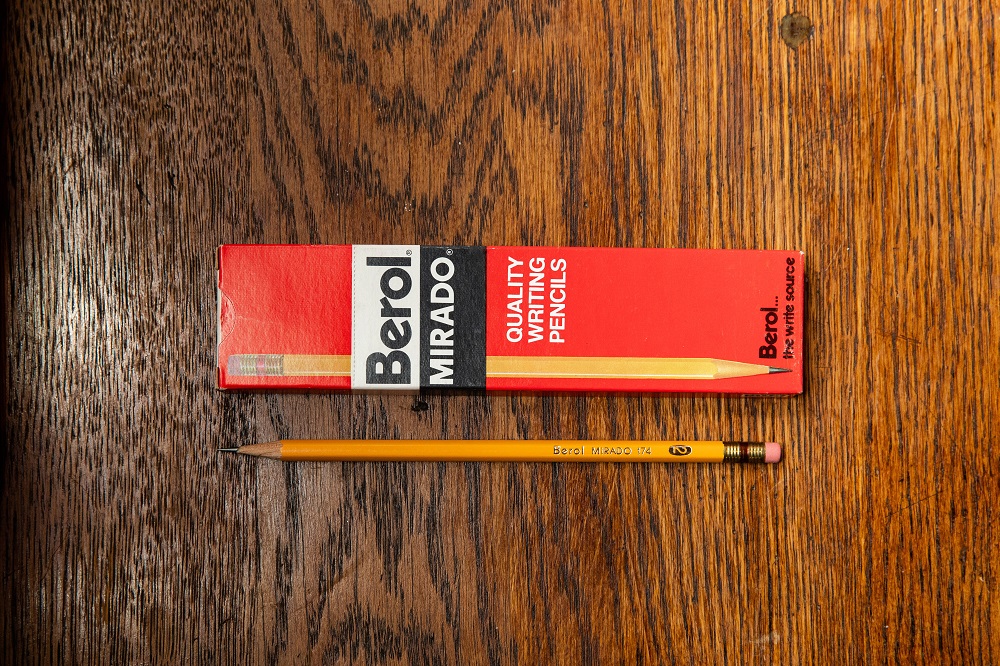 Berol®
MIRADO®
QUALITY
WRITING
PENCILS
Berol...
the write source
Berol MIRADO 174 2